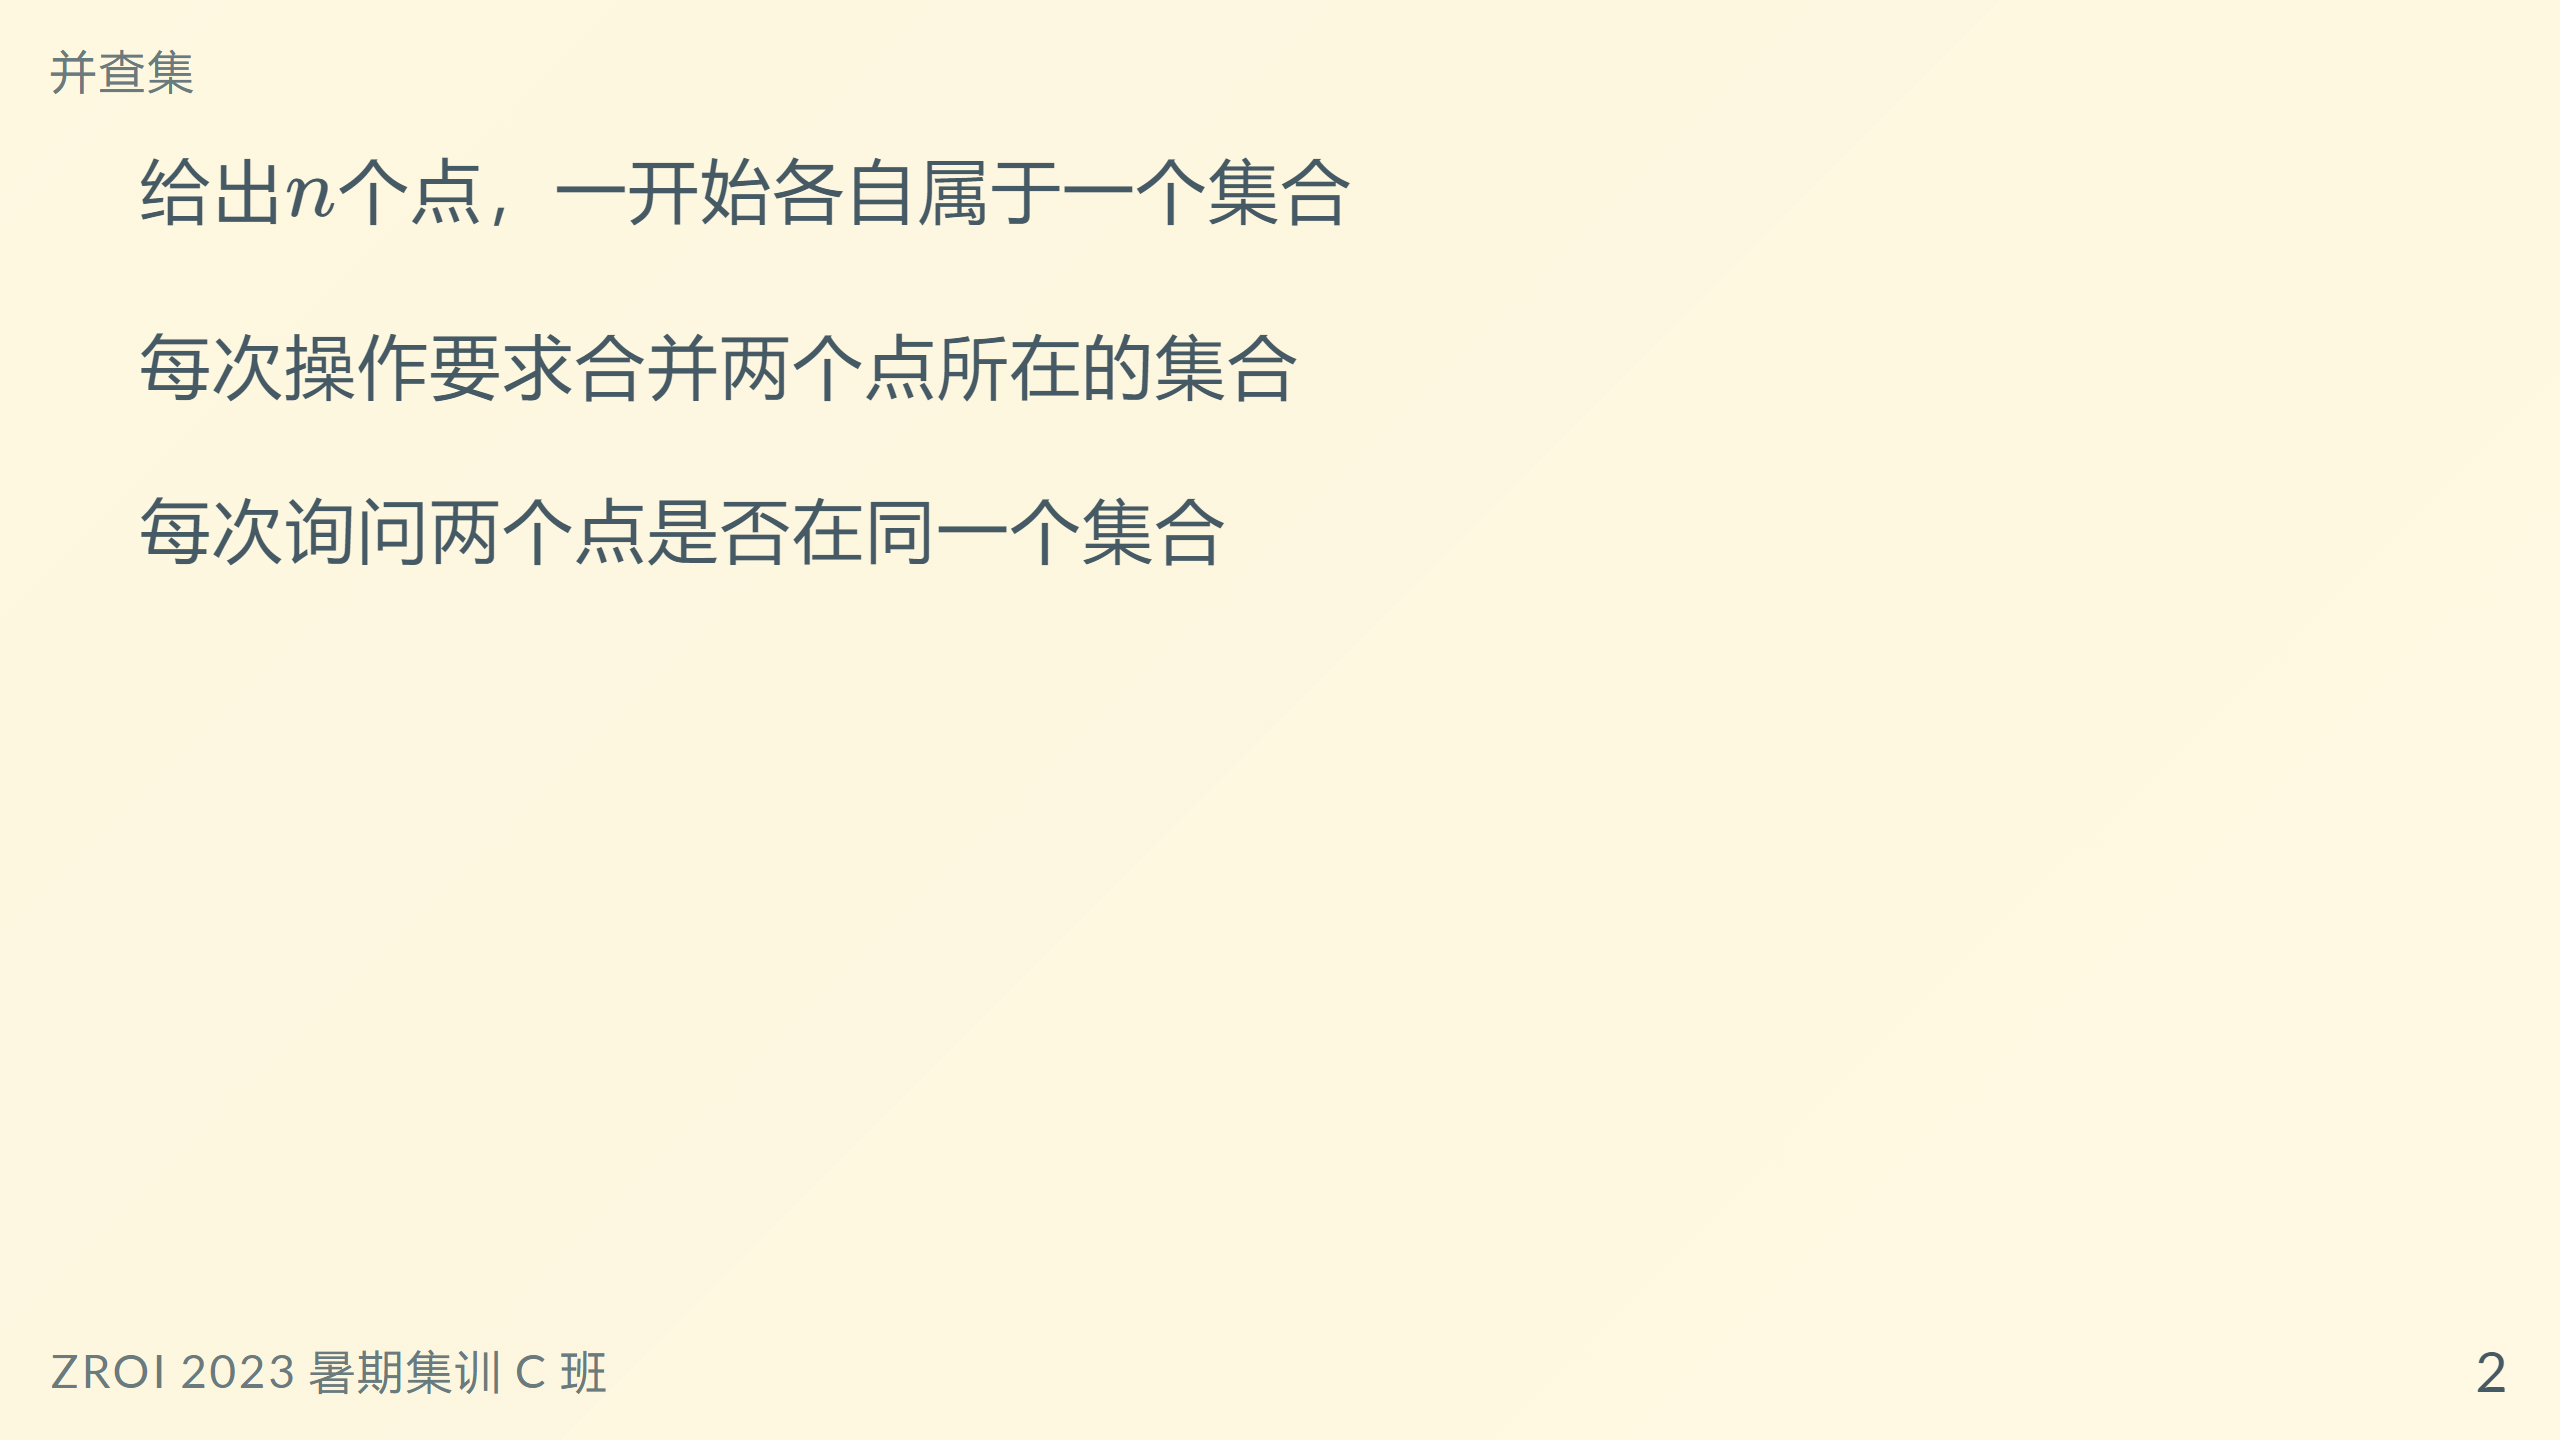 并查集
给出n个点，一开始各自属于一个集合
每次操作要求合并两个点所在的集合
每次询问两个点是否在同一个集合
ZROI 2023 暑期集训 C 班
2